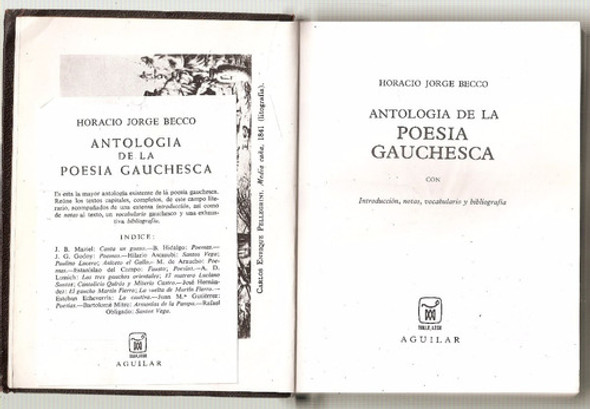 HORACIO JORGE BECCO
ANTOLOGIA
DE LA
POESIA GAUCHESCA
Es esta la mayor antología existente de la poesía gauchesca.
Reúne los textos capitales, completos, de este campo lite-
rario, acompañados de una extensa introducción, así como
de notas al texto, un vocabulario gauchesco y una exhaus-
tiva bibliografía.
INDICE:
J. B. Maziel: Canta un guaso.—B. Hidalgo: Poemas.—
J. G. Godoy: Poemas.—Hilario Ascasubi: Santos Vega;
Paulino Lucero; Aniceto el Gallo.—M. de Araucho: Poe-
mas.—Estanislao del Campo: Fausto; Poesías.—A. D.
Lussich: Los tres gauchos orientales; El matrero Luciano
Santos; Cantalicio Quirós y Miterio Castro.—José Hernán-
dez: El gaucho Martín Fierro; La vuelta de Martín Fierro.—
Esteban Echeverría: La cautiva.—Juan M.ª Gutiérrez:
Poesías.—Bartolomé Mitre: Armonías de la Pampa.—Rafael
Obligado: Santos Vega.
AGUILAR
CARLOS ENRIQUE PELLEGRINI. Media caña. 1841 (litografía).
HORACIO JORGE BECCO
ANTOLOGIA DE LA
POESIA
GAUCHESCA
CON
Introducción, notas, vocabulario y bibliografía
AGUILAR